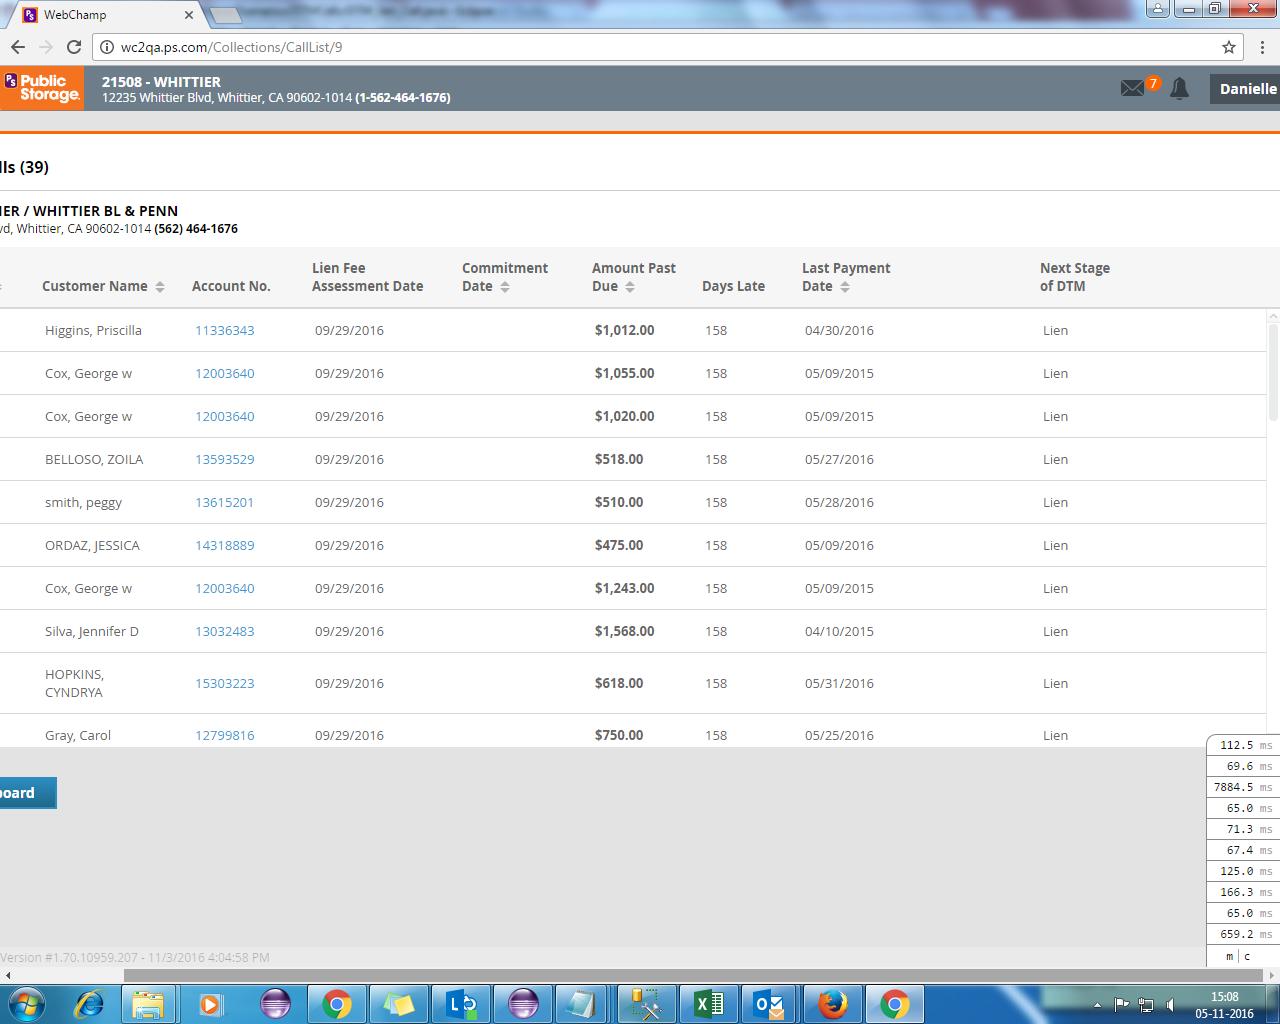 WebChamp
wc2qa.ps.com/Collections/CallList/9
PS Public Storage.
21508 - WHITTIER
12235 Whittier Blvd, Whittier, CA 90602-1014 (1-562-464-1676)
7
Danielle
lls (39)
IER / WHITTIER BL & PENN
vd, Whittier, CA 90602-1014 (562) 464-1676
Customer Name Account No. Lien Fee Assessment Date Commitment Date Amount Past Due Days Late Last Payment Date Next Stage of DTM
Higgins, Priscilla 11336343 09/29/2016 $1,012.00 158 04/30/2016 Lien
Cox, George w 12003640 09/29/2016 $1,055.00 158 05/09/2015 Lien
Cox, George w 12003640 09/29/2016 $1,020.00 158 05/09/2015 Lien
BELLOSO, ZOILA 13593529 09/29/2016 $518.00 158 05/27/2016 Lien
smith, peggy 13615201 09/29/2016 $510.00 158 05/28/2016 Lien
ORDAZ, JESSICA 14318889 09/29/2016 $475.00 158 05/09/2016 Lien
Cox, George w 12003640 09/29/2016 $1,243.00 158 05/09/2015 Lien
Silva, Jennifer D 13032483 09/29/2016 $1,568.00 158 04/10/2015 Lien
HOPKINS, CYNDRYA 15303223 09/29/2016 $618.00 158 05/31/2016 Lien
Gray, Carol 12799816 09/29/2016 $750.00 158 05/25/2016 Lien
board
112.5 ms
69.6 ms
7884.5 ms
65.0 ms
71.3 ms
67.4 ms
125.0 ms
166.3 ms
65.0 ms
659.2 ms
m | c
Version #1.70.10959.207 - 11/3/2016 4:04:58 PM
15:08
05-11-2016